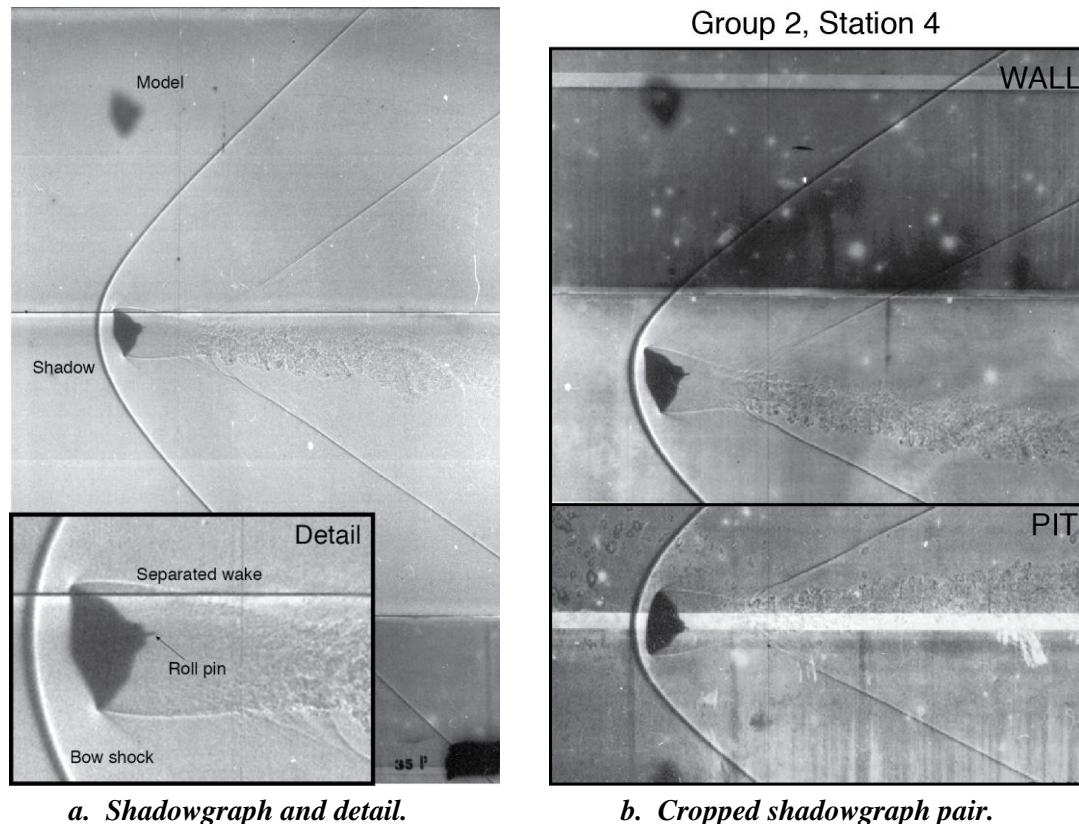 Model
Shadow
Detail
Separated wake
Roll pin
Bow shock
35 P
a. Shadowgraph and detail.
Group 2, Station 4
WALL
PIT
b. Cropped shadowgraph pair.